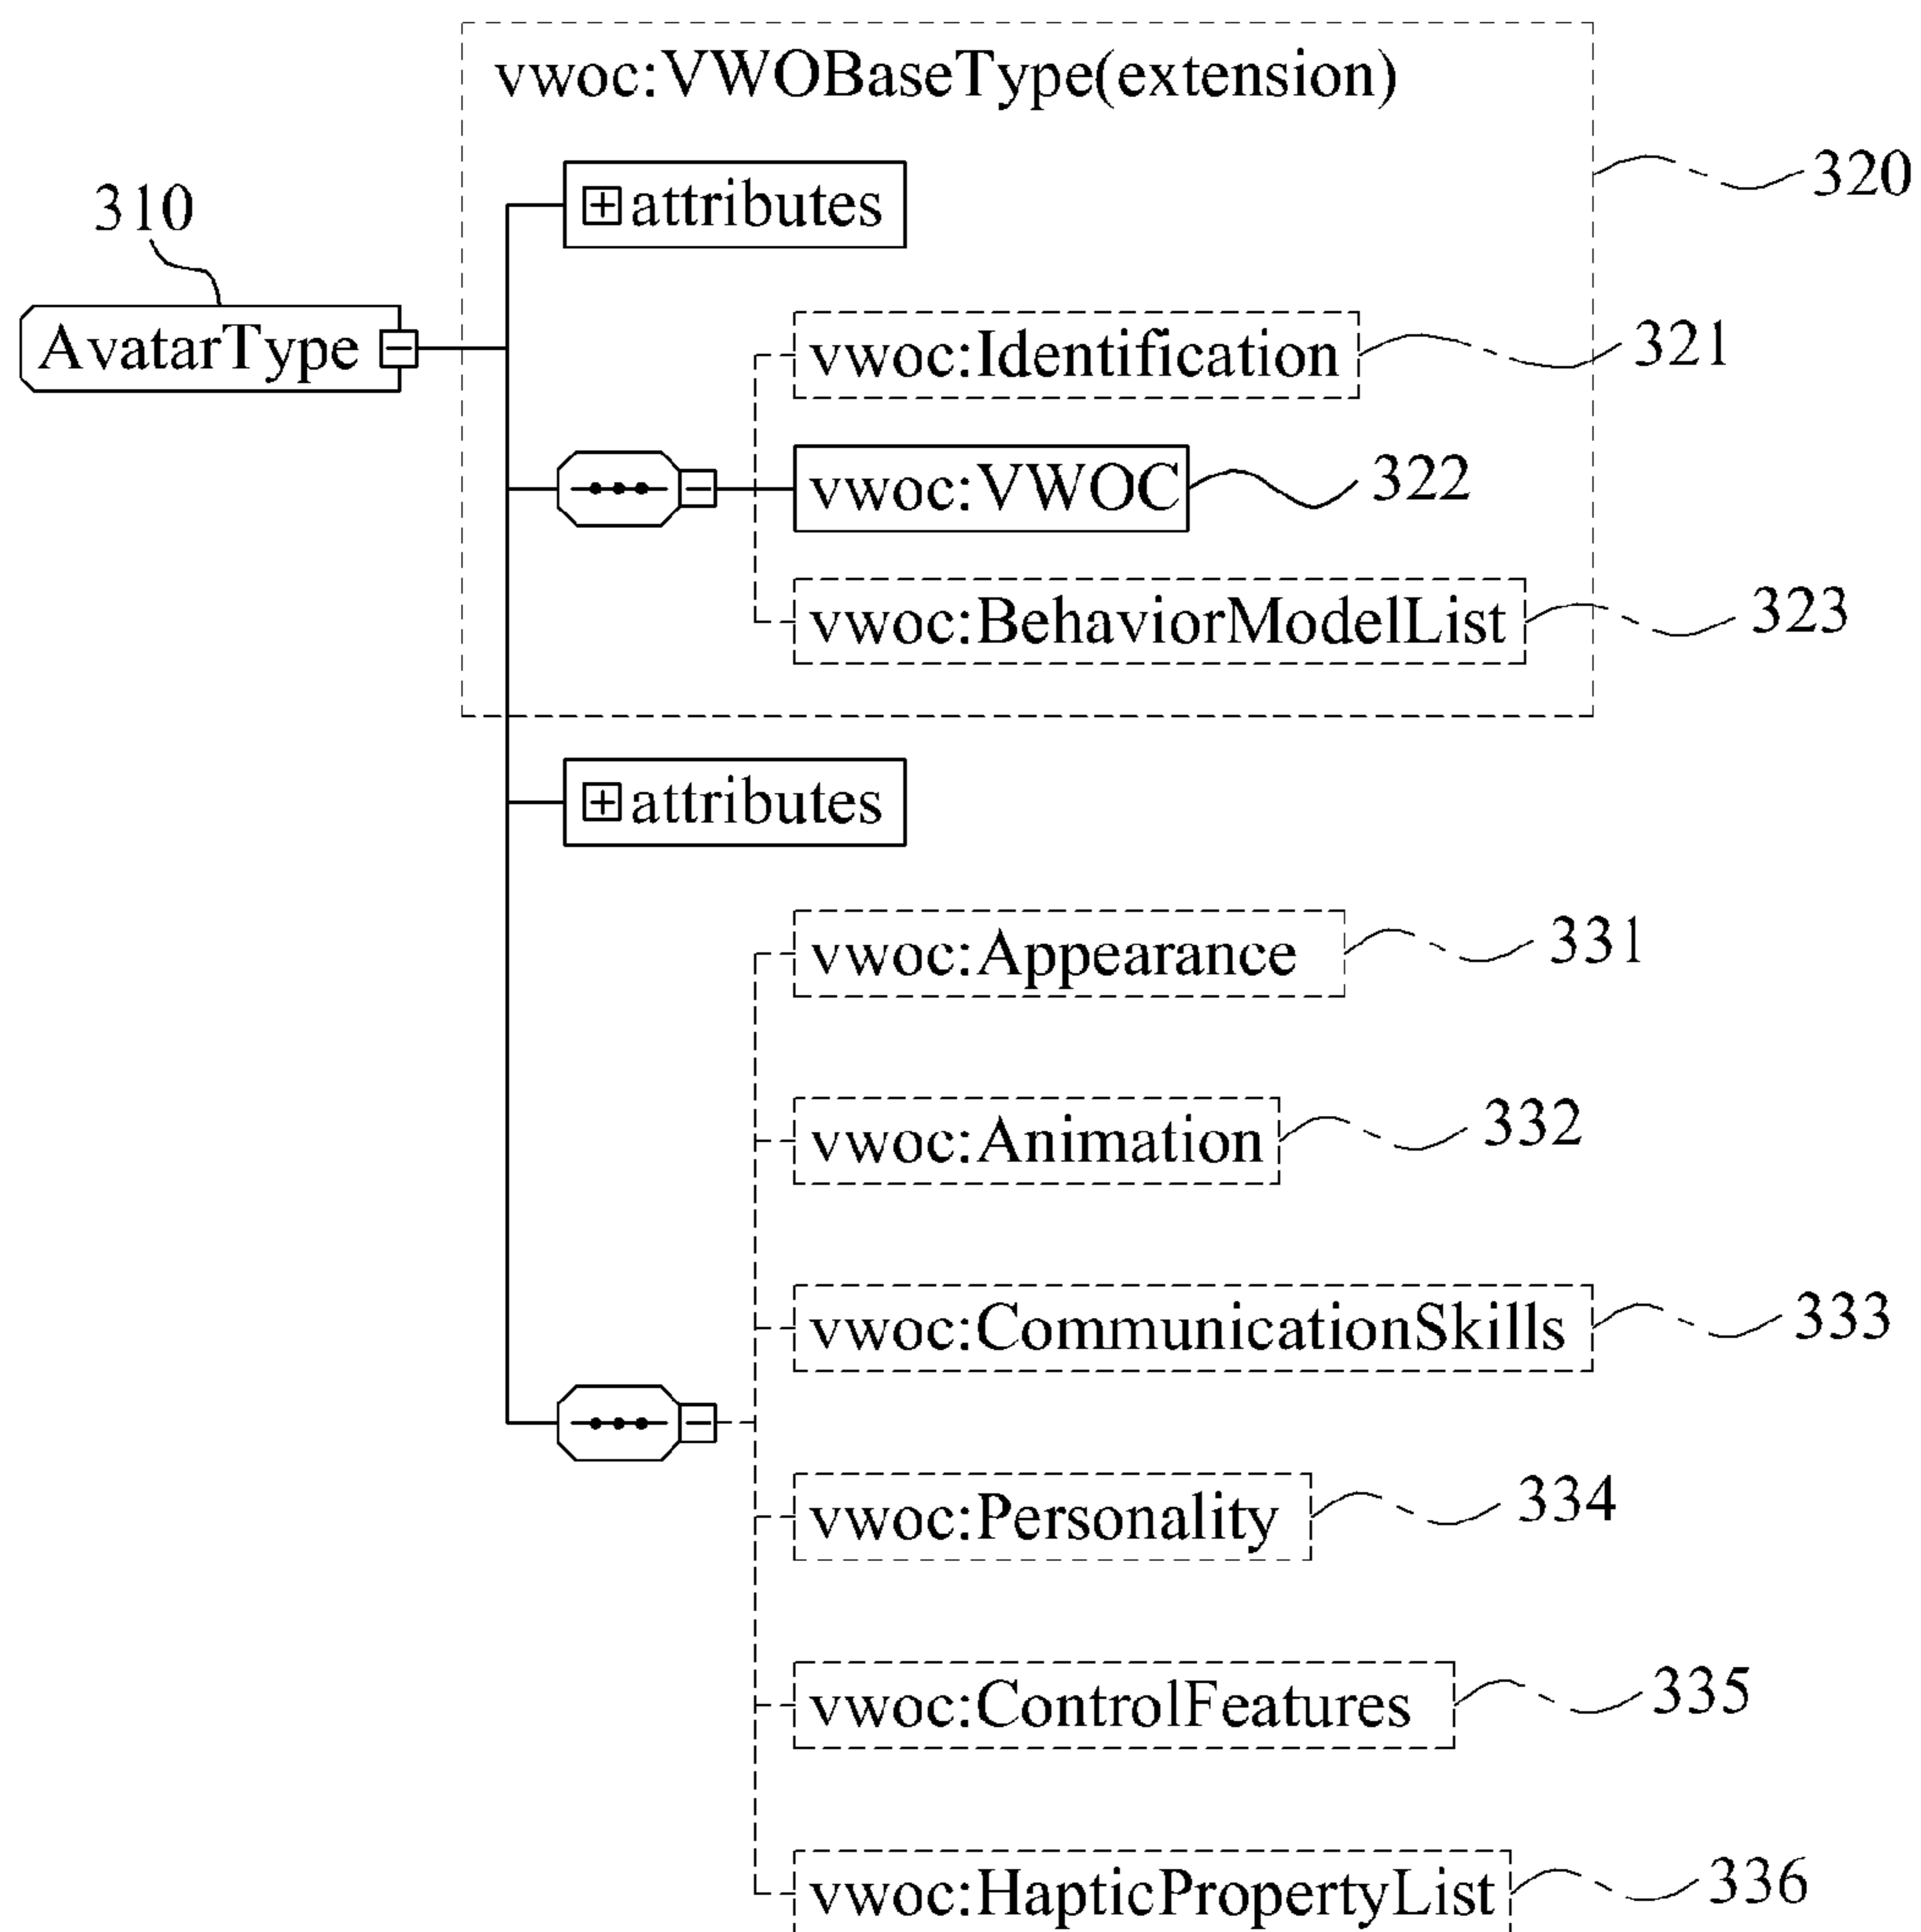 vwoc:VWOBaseType(extension)
attributes
320
310
AvatarType
vwoc:Identification
321
vwoc:VWOC
322
vwoc:BehaviorModelList
323
attributes
vwoc:Appearance
331
vwoc:Animation
332
vwoc:CommunicationSkills
333
vwoc:Personality
334
vwoc:ControlFeatures
335
vwoc:HapticPropertyList
336